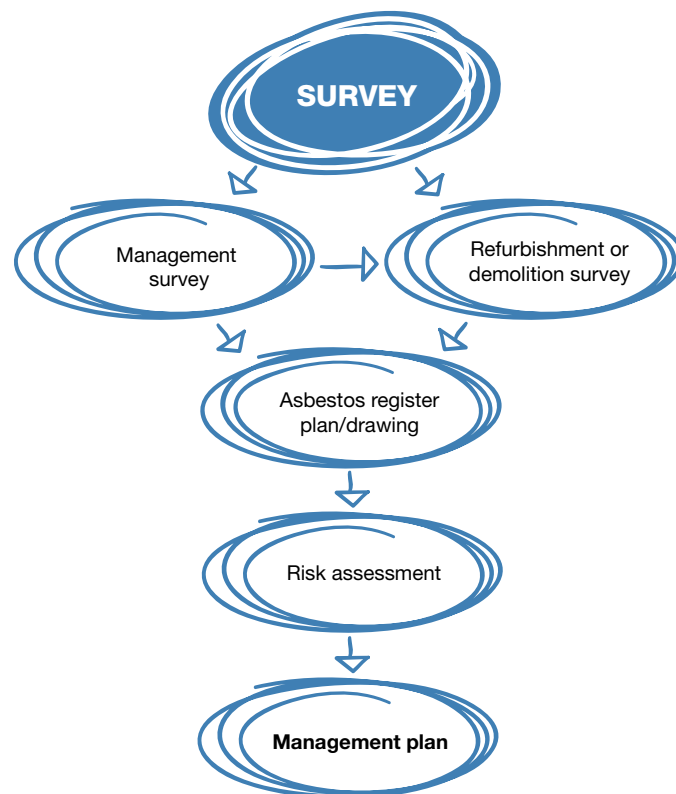 SURVEY
Management
survey
Refurbishment or
demolition survey
Asbestos register
plan/drawing
Risk assessment
Management plan